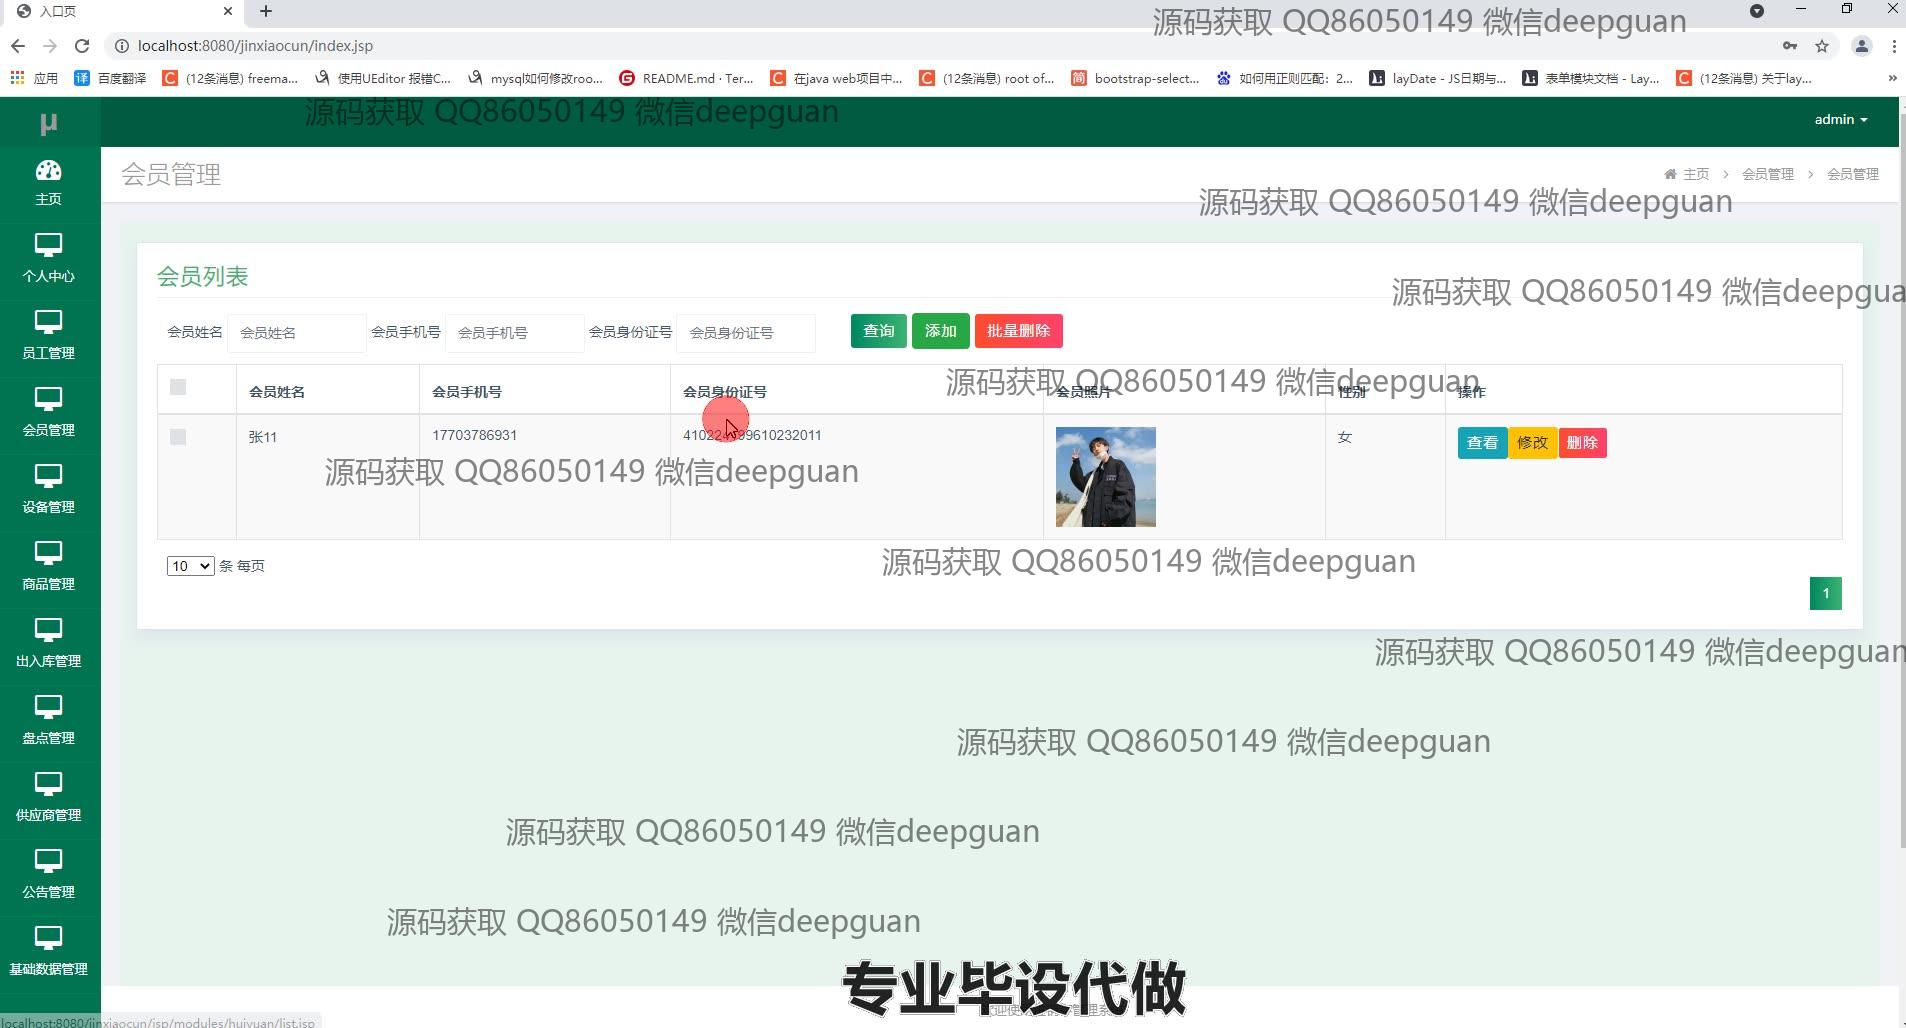 入口页
源码获取 QQ86050149 微信deepguan
localhost:8080/jinxiaocun/index.jsp
应用 百度翻译 (12条消息) freema... 使用UEditor 报错C... mysql如何修改roo... README.md · Ter... 在java web项目中... (12条消息) root of... bootstrap-select... 如何用正则匹配：2... layDate - JS日期与... 表单模块文档 - Lay... (12条消息) 关于lay...
源码获取 QQ86050149 微信deepguan
μ
admin
主页
会员管理
主页 > 会员管理 > 会员管理
源码获取 QQ86050149 微信deepguan
个人中心
会员列表
源码获取 QQ86050149 微信deepgua
会员姓名 会员姓名 会员手机号 会员手机号 会员身份证号 会员身份证号 查询 添加 批量删除
员工管理
源码获取 QQ86050149 微信deepguan
会员姓名 会员手机号 会员身份证号 会员照片 性别 操作
会员管理
张11 17703786931 女 查看 修改 删除
源码获取 QQ86050149 微信deepguan
设备管理
源码获取 QQ86050149 微信deepguan
10 条 每页
商品管理
1
源码获取 QQ86050149 微信deepguan
出入库管理
盘点管理
源码获取 QQ86050149 微信deepguan
供应商管理
源码获取 QQ86050149 微信deepguan
公告管理
源码获取 QQ86050149 微信deepguan
基础数据管理
专业毕设代做
localhost:8080/jinxiaocun/jsp/modules/huiyuan/list.jsp